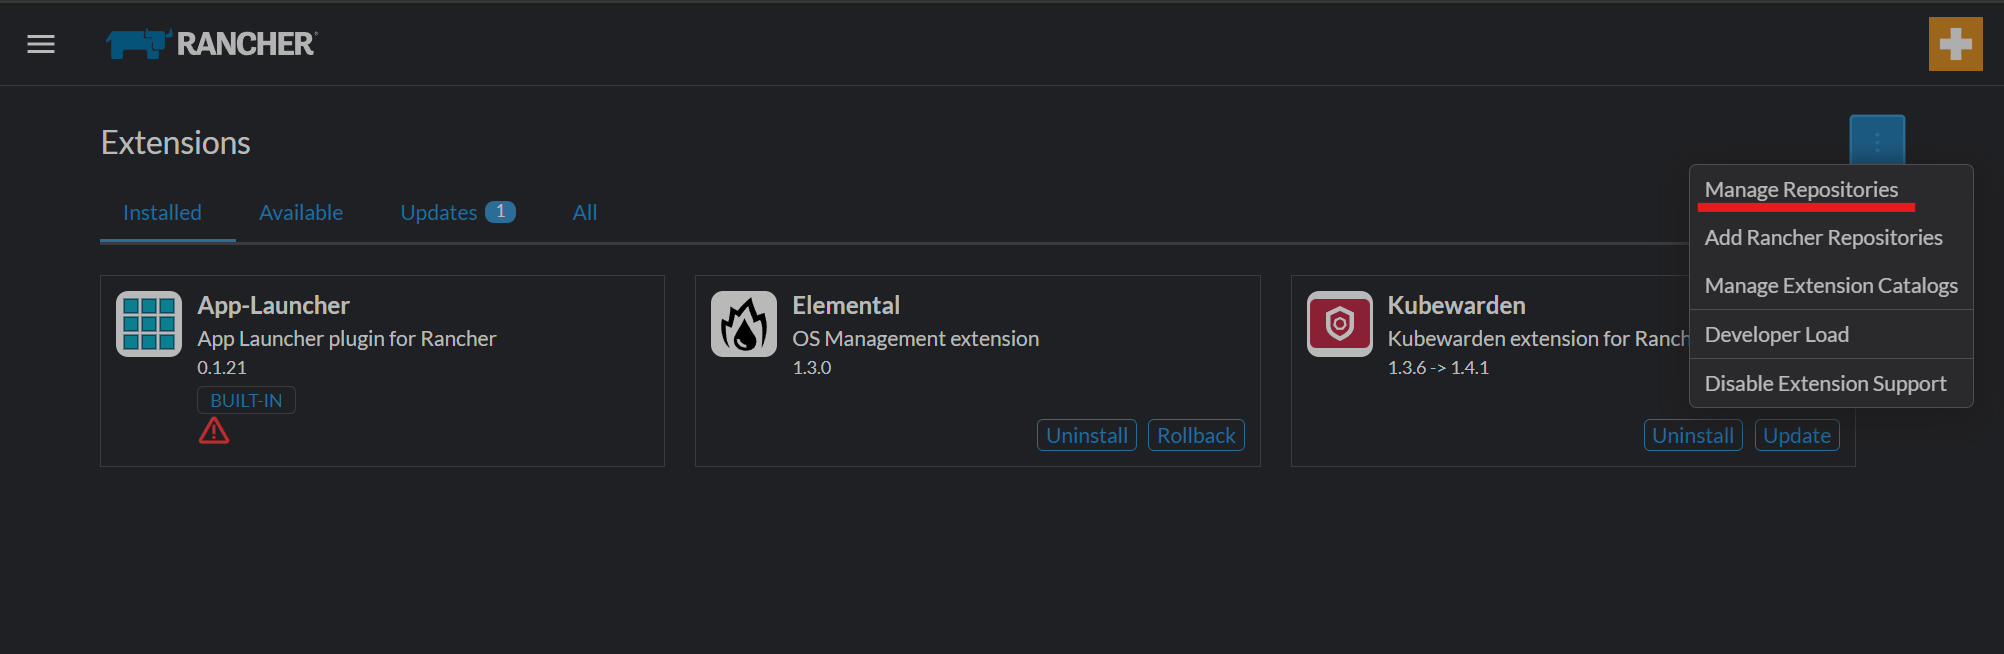 RANCHER
Extensions
Installed Available Updates 1 All
Manage Repositories
Add Rancher Repositories
Manage Extension Catalogs
Developer Load
Disable Extension Support
App-Launcher
App Launcher plugin for Rancher
0.1.21
BUILT-IN
Elemental
OS Management extension
1.3.0
Uninstall Rollback
Kubewarden
Kubewarden extension for Ranch
1.3.6 -> 1.4.1
Uninstall Update